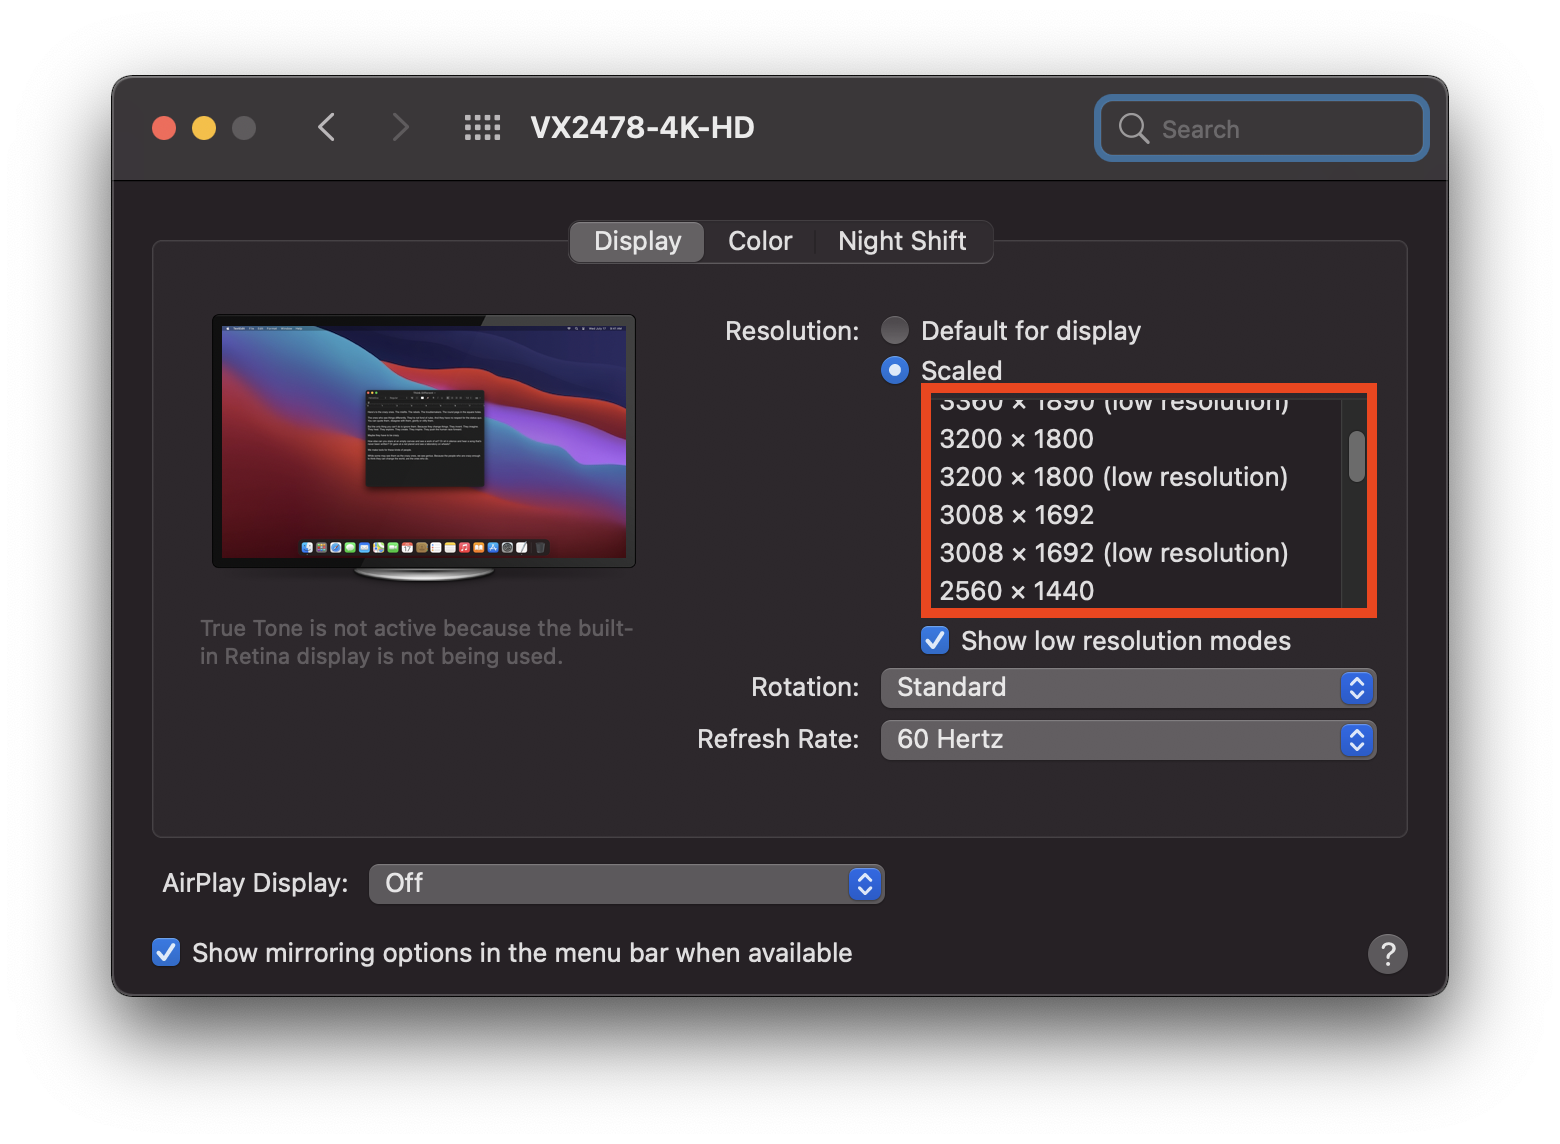 VX2478-4K-HD
Search
Display Color Night Shift
Resolution: Default for display
Scaled
3360 × 1890 (low resolution)
3200 × 1800
3200 × 1800 (low resolution)
3008 × 1692
3008 × 1692 (low resolution)
2560 × 1440
Show low resolution modes
True Tone is not active because the built-
in Retina display is not being used.
Rotation: Standard
Refresh Rate: 60 Hertz
AirPlay Display: Off
Show mirroring options in the menu bar when available
?